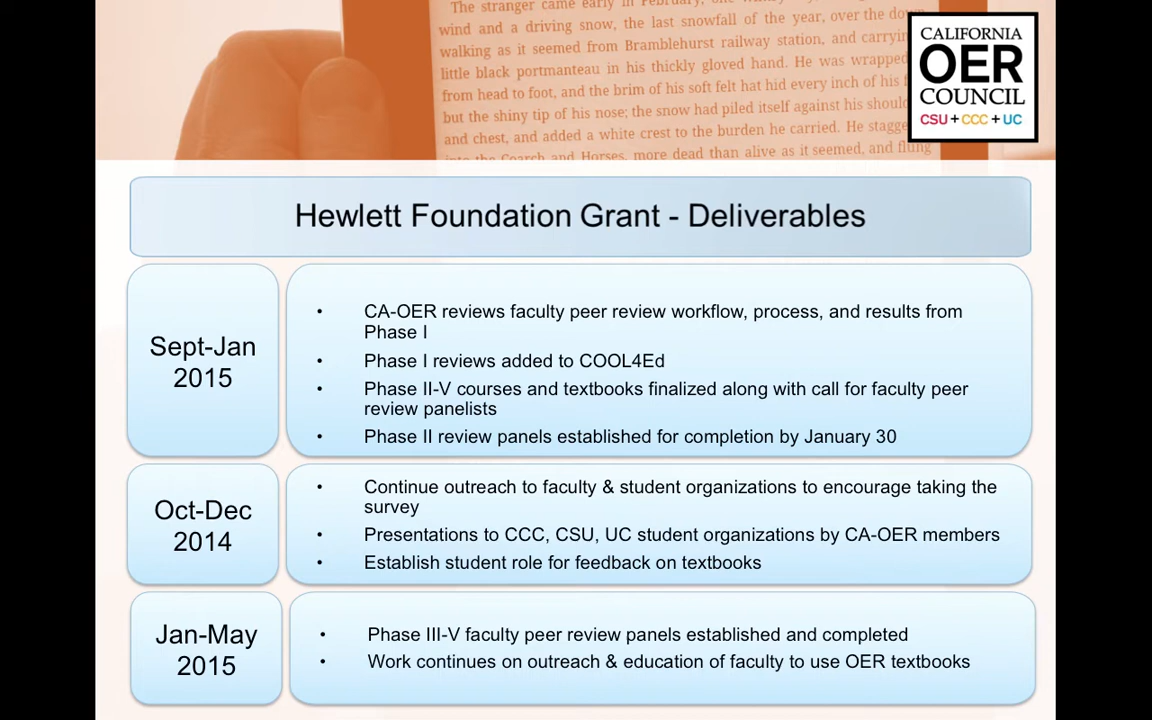 The stranger came early in February,
wind and a driving snow, the last snowfall of the year, over the
walking as it seemed from Bramblehurst railway station, and
little black portmanteau in his thickly gloved hand. He was wrapped
from head to foot, and the brim of his soft felt hat hid every inch of his
but the shiny tip of his nose; the snow had piled itself against his
and chest, and added a white crest to the burden he carried. He
and Horses, more dead than alive as it seemed, and
CALIFORNIA
OER
COUNCIL
CSU + CCC + UC
Hewlett Foundation Grant - Deliverables
Sept-Jan
2015
• CA-OER reviews faculty peer review workflow, process, and results from
Phase I
• Phase I reviews added to COOL4Ed
• Phase II-V courses and textbooks finalized along with call for faculty peer
review panelists
• Phase II review panels established for completion by January 30
Oct-Dec
2014
• Continue outreach to faculty & student organizations to encourage taking the
survey
• Presentations to CCC, CSU, UC student organizations by CA-OER members
• Establish student role for feedback on textbooks
Jan-May
2015
• Phase III-V faculty peer review panels established and completed
• Work continues on outreach & education of faculty to use OER textbooks